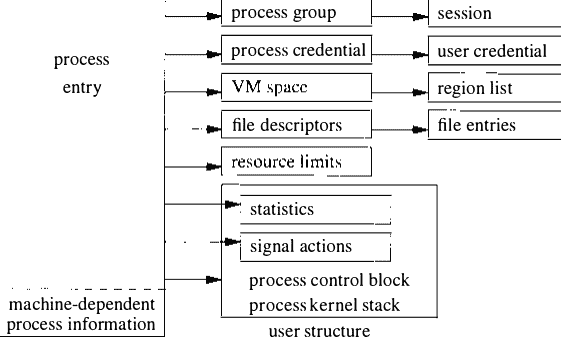 process group
session
process
entry
process credential
user credential
VM space
region list
file descriptors
file entries
resource limits
statistics
signal actions
process control block
process kernel stack
machine-dependent
process information
user structure